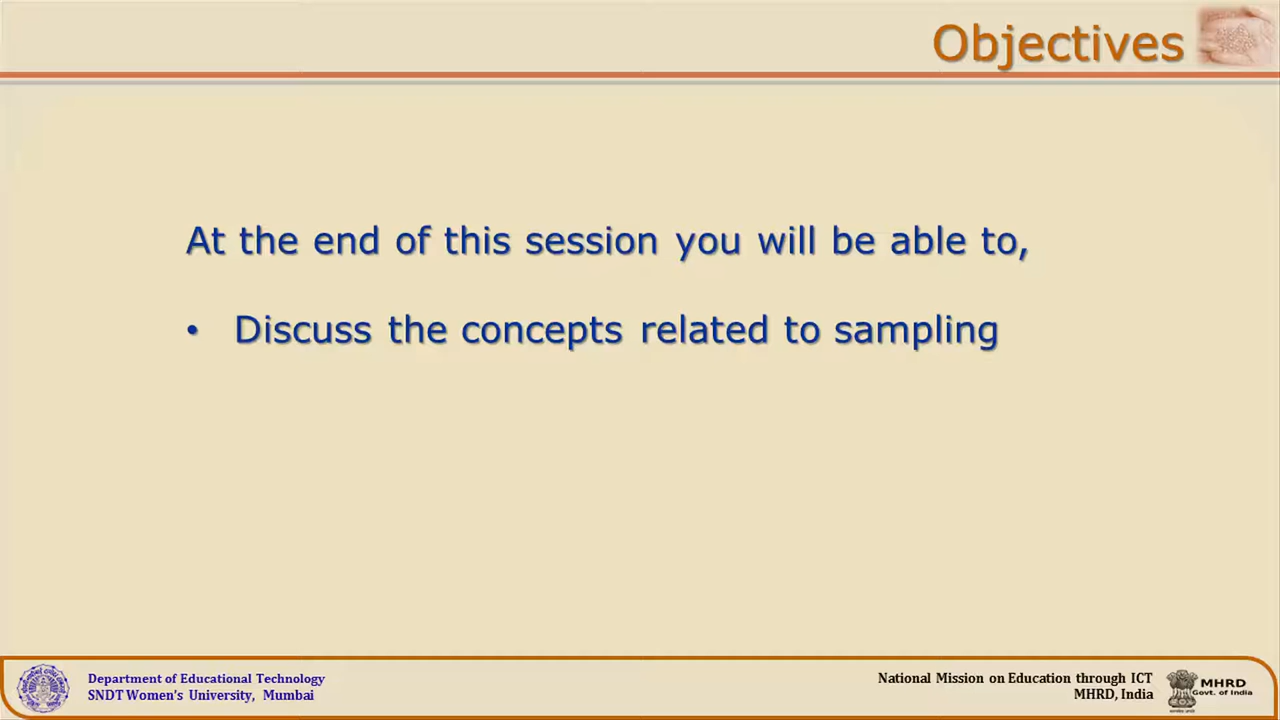 Objectives
At the end of this session you will be able to,
• Discuss the concepts related to sampling
Department of Educational Technology
SNDT Women's University, Mumbai
National Mission on Education through ICT
MHRD, India
MHRD
Govt. of India